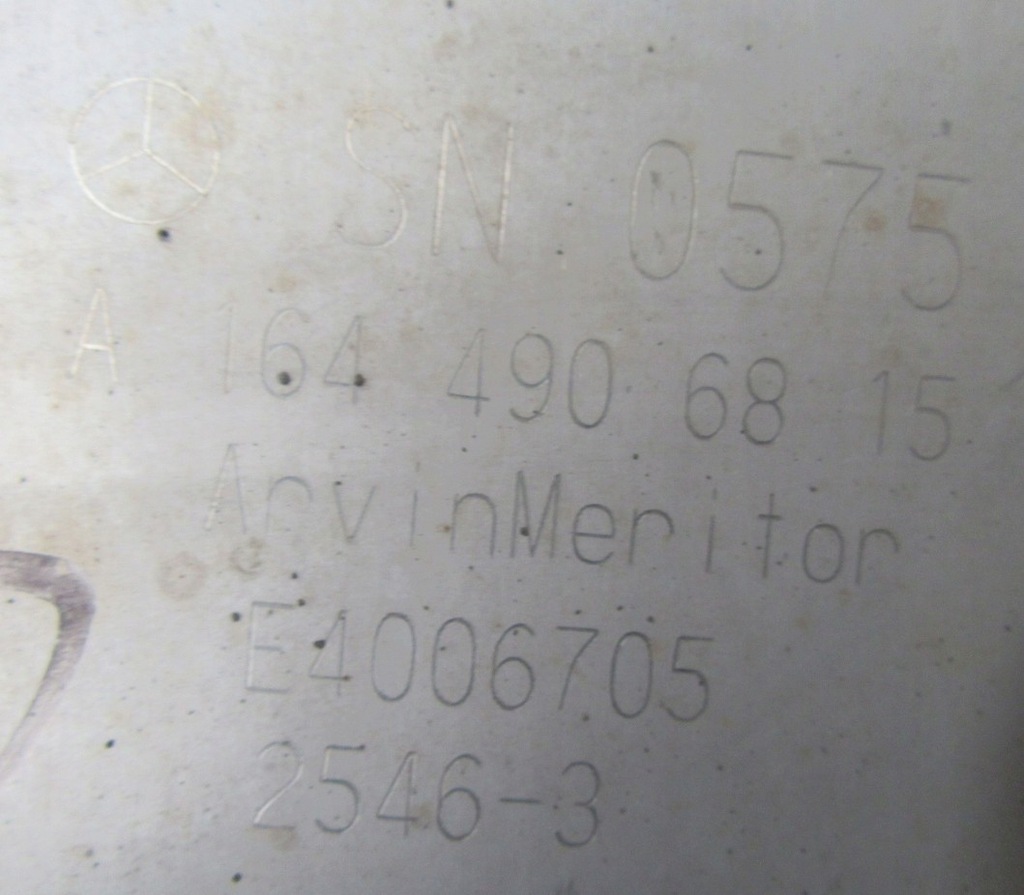 SN. 0575
A 164 490 68 15
ArvinMeritor
E4006705
2546-3